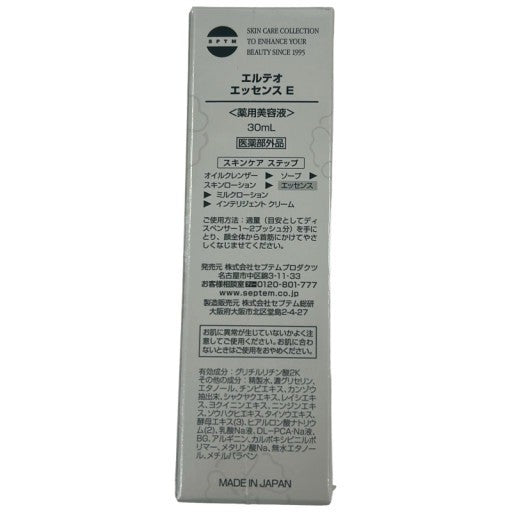 SPTM
SKIN CARE COLLECTION
TO ENHANCE YOUR
BEAUTY SINCE 1995
エルテオ
エッセンス E
〈薬用美容液〉
30mL
医薬部外品
スキンケア ステップ
オイルクレンザー ▶ ソープ ▶
スキンローション ▶ エッセンス
▶ ミルクローション
▶ インテリジェント クリーム
ご使用方法：適量（目安としてディ
スペンサー1〜2プッシュ分）を手に
とり、顔全体から首筋にかけてやさ
しくなじませてください。
発売元 株式会社セプテムプロダクツ
名古屋市中区錦3-11-33
お客様相談室 0120-801-777
www.septem.co.jp
製造販売元 株式会社セプテム総研
大阪府大阪市北区堂島2-4-27
お肌に異常が生じていないかよく注
意してご使用ください。お肌に合わ
ないときはご使用をおやめください。
有効成分：グリチルリチン酸2K
その他の成分：精製水、濃グリセリン、
エタノール、チンピエキス、カンゾウ
抽出末、シャクヤクエキス、レイシエキ
ス、ヨクイニンエキス、ニンジンエキ
ス、ソウハクヒエキス、タイソウエキス、
酵母エキス(3)、ヒアルロン酸ナトリウ
ム(2)、乳酸Na液、DL-PCA·Na液、
BG、アルギニン、カルボキシビニルポ
リマー、メタリン酸Na、無水エタノー
ル、メチルパラベン
MADE IN JAPAN